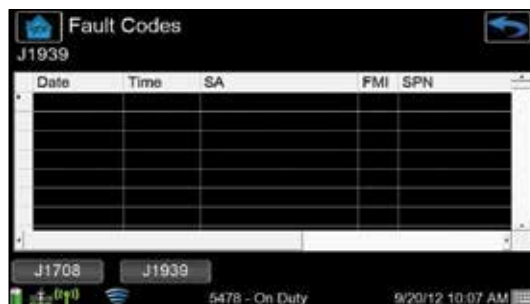 Fault Codes
J1939
Date Time SA FMI SPN
J1708 J1939
5478 - On Duty 9/20/12 10:07 AM